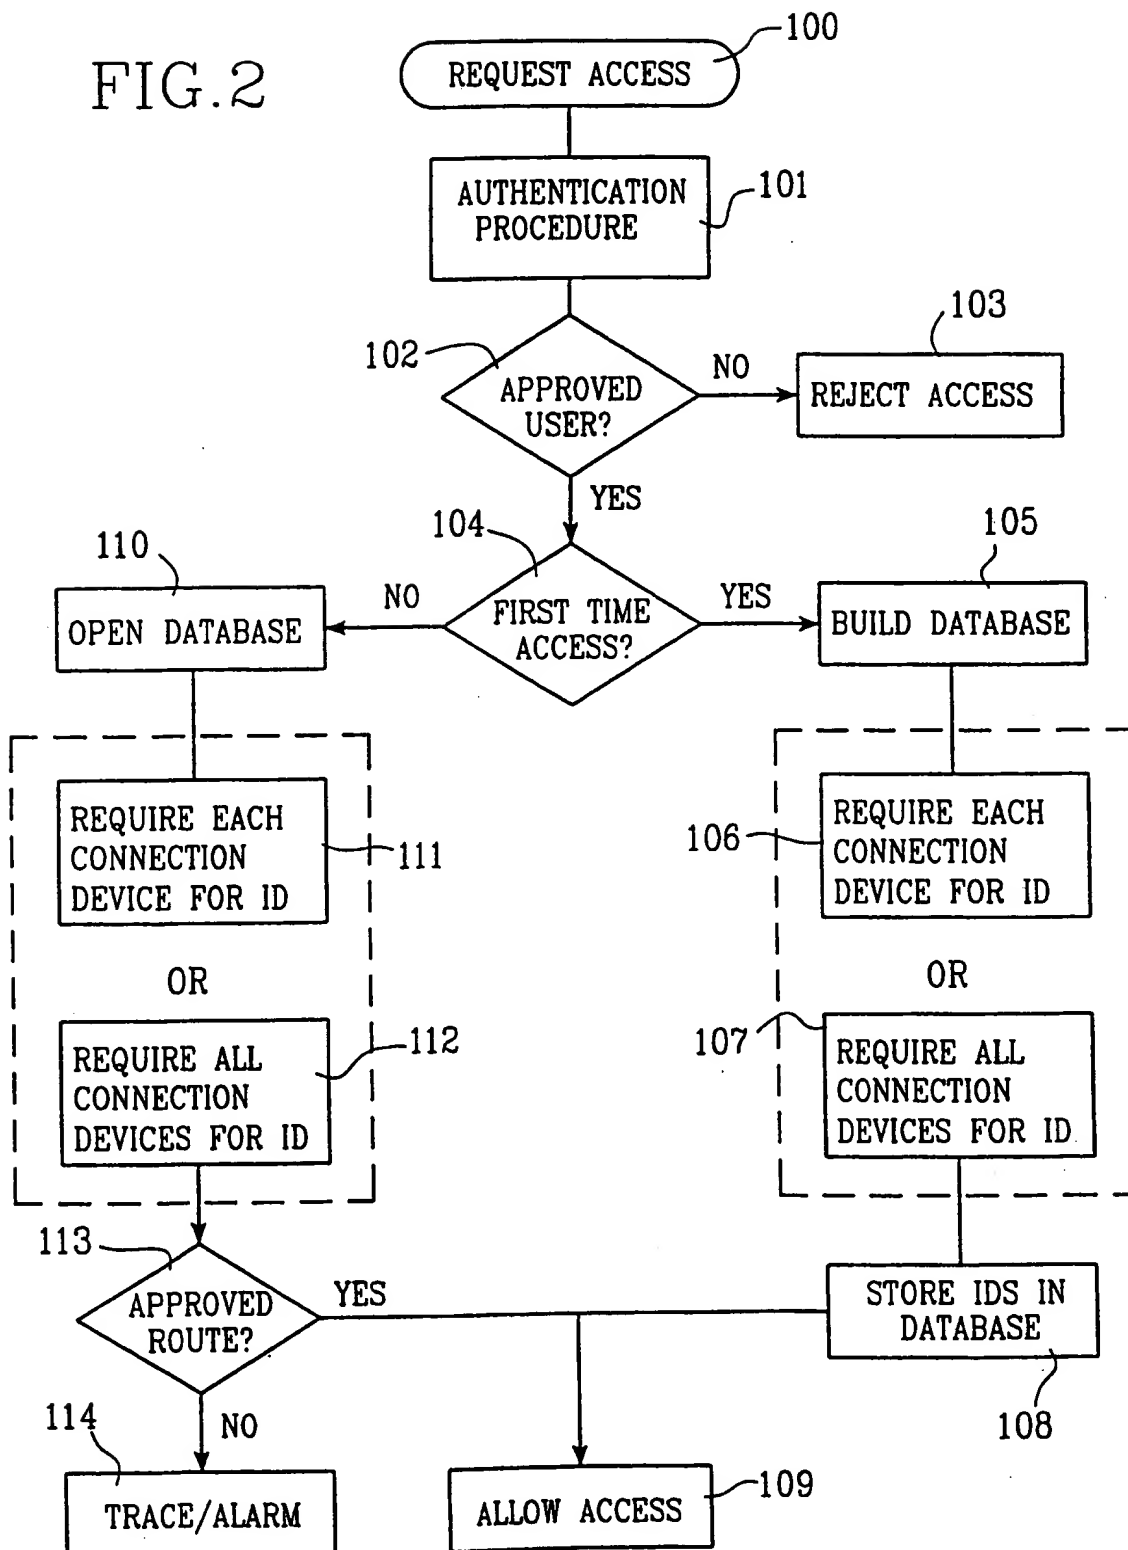 FIG.2
100
REQUEST ACCESS
AUTHENTICATION
PROCEDURE
101
102
APPROVED
USER?
NO
103
REJECT ACCESS
YES
104
FIRST TIME
ACCESS?
NO
YES
110
OPEN DATABASE
105
BUILD DATABASE
REQUIRE EACH
CONNECTION
DEVICE FOR ID
111
OR
REQUIRE ALL
CONNECTION
DEVICES FOR ID
112
106
REQUIRE EACH
CONNECTION
DEVICE FOR ID
OR
107
REQUIRE ALL
CONNECTION
DEVICES FOR ID
113
APPROVED
ROUTE?
YES
STORE IDS IN
DATABASE
108
NO
114
TRACE/ALARM
ALLOW ACCESS
109